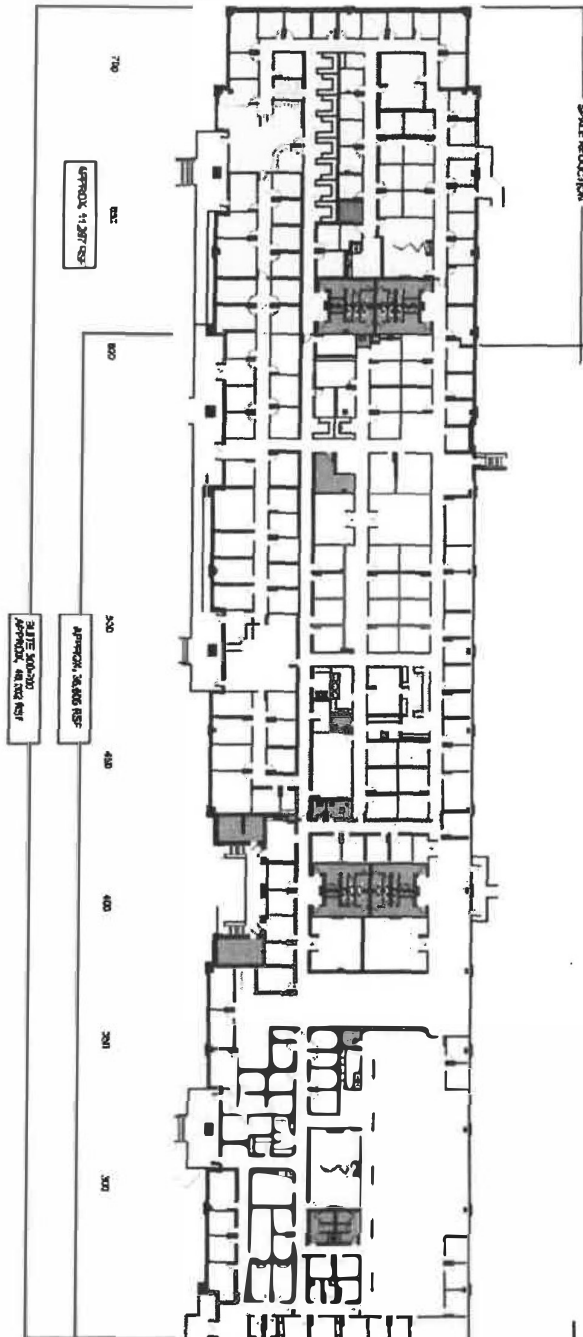 SPACE REDUCTION
700
APPROX. 11,297 RSF
600
500
APPROX. 36,805 RSF
SUITE 300-700
APPROX. 48,102 RSF
450
400
350
300